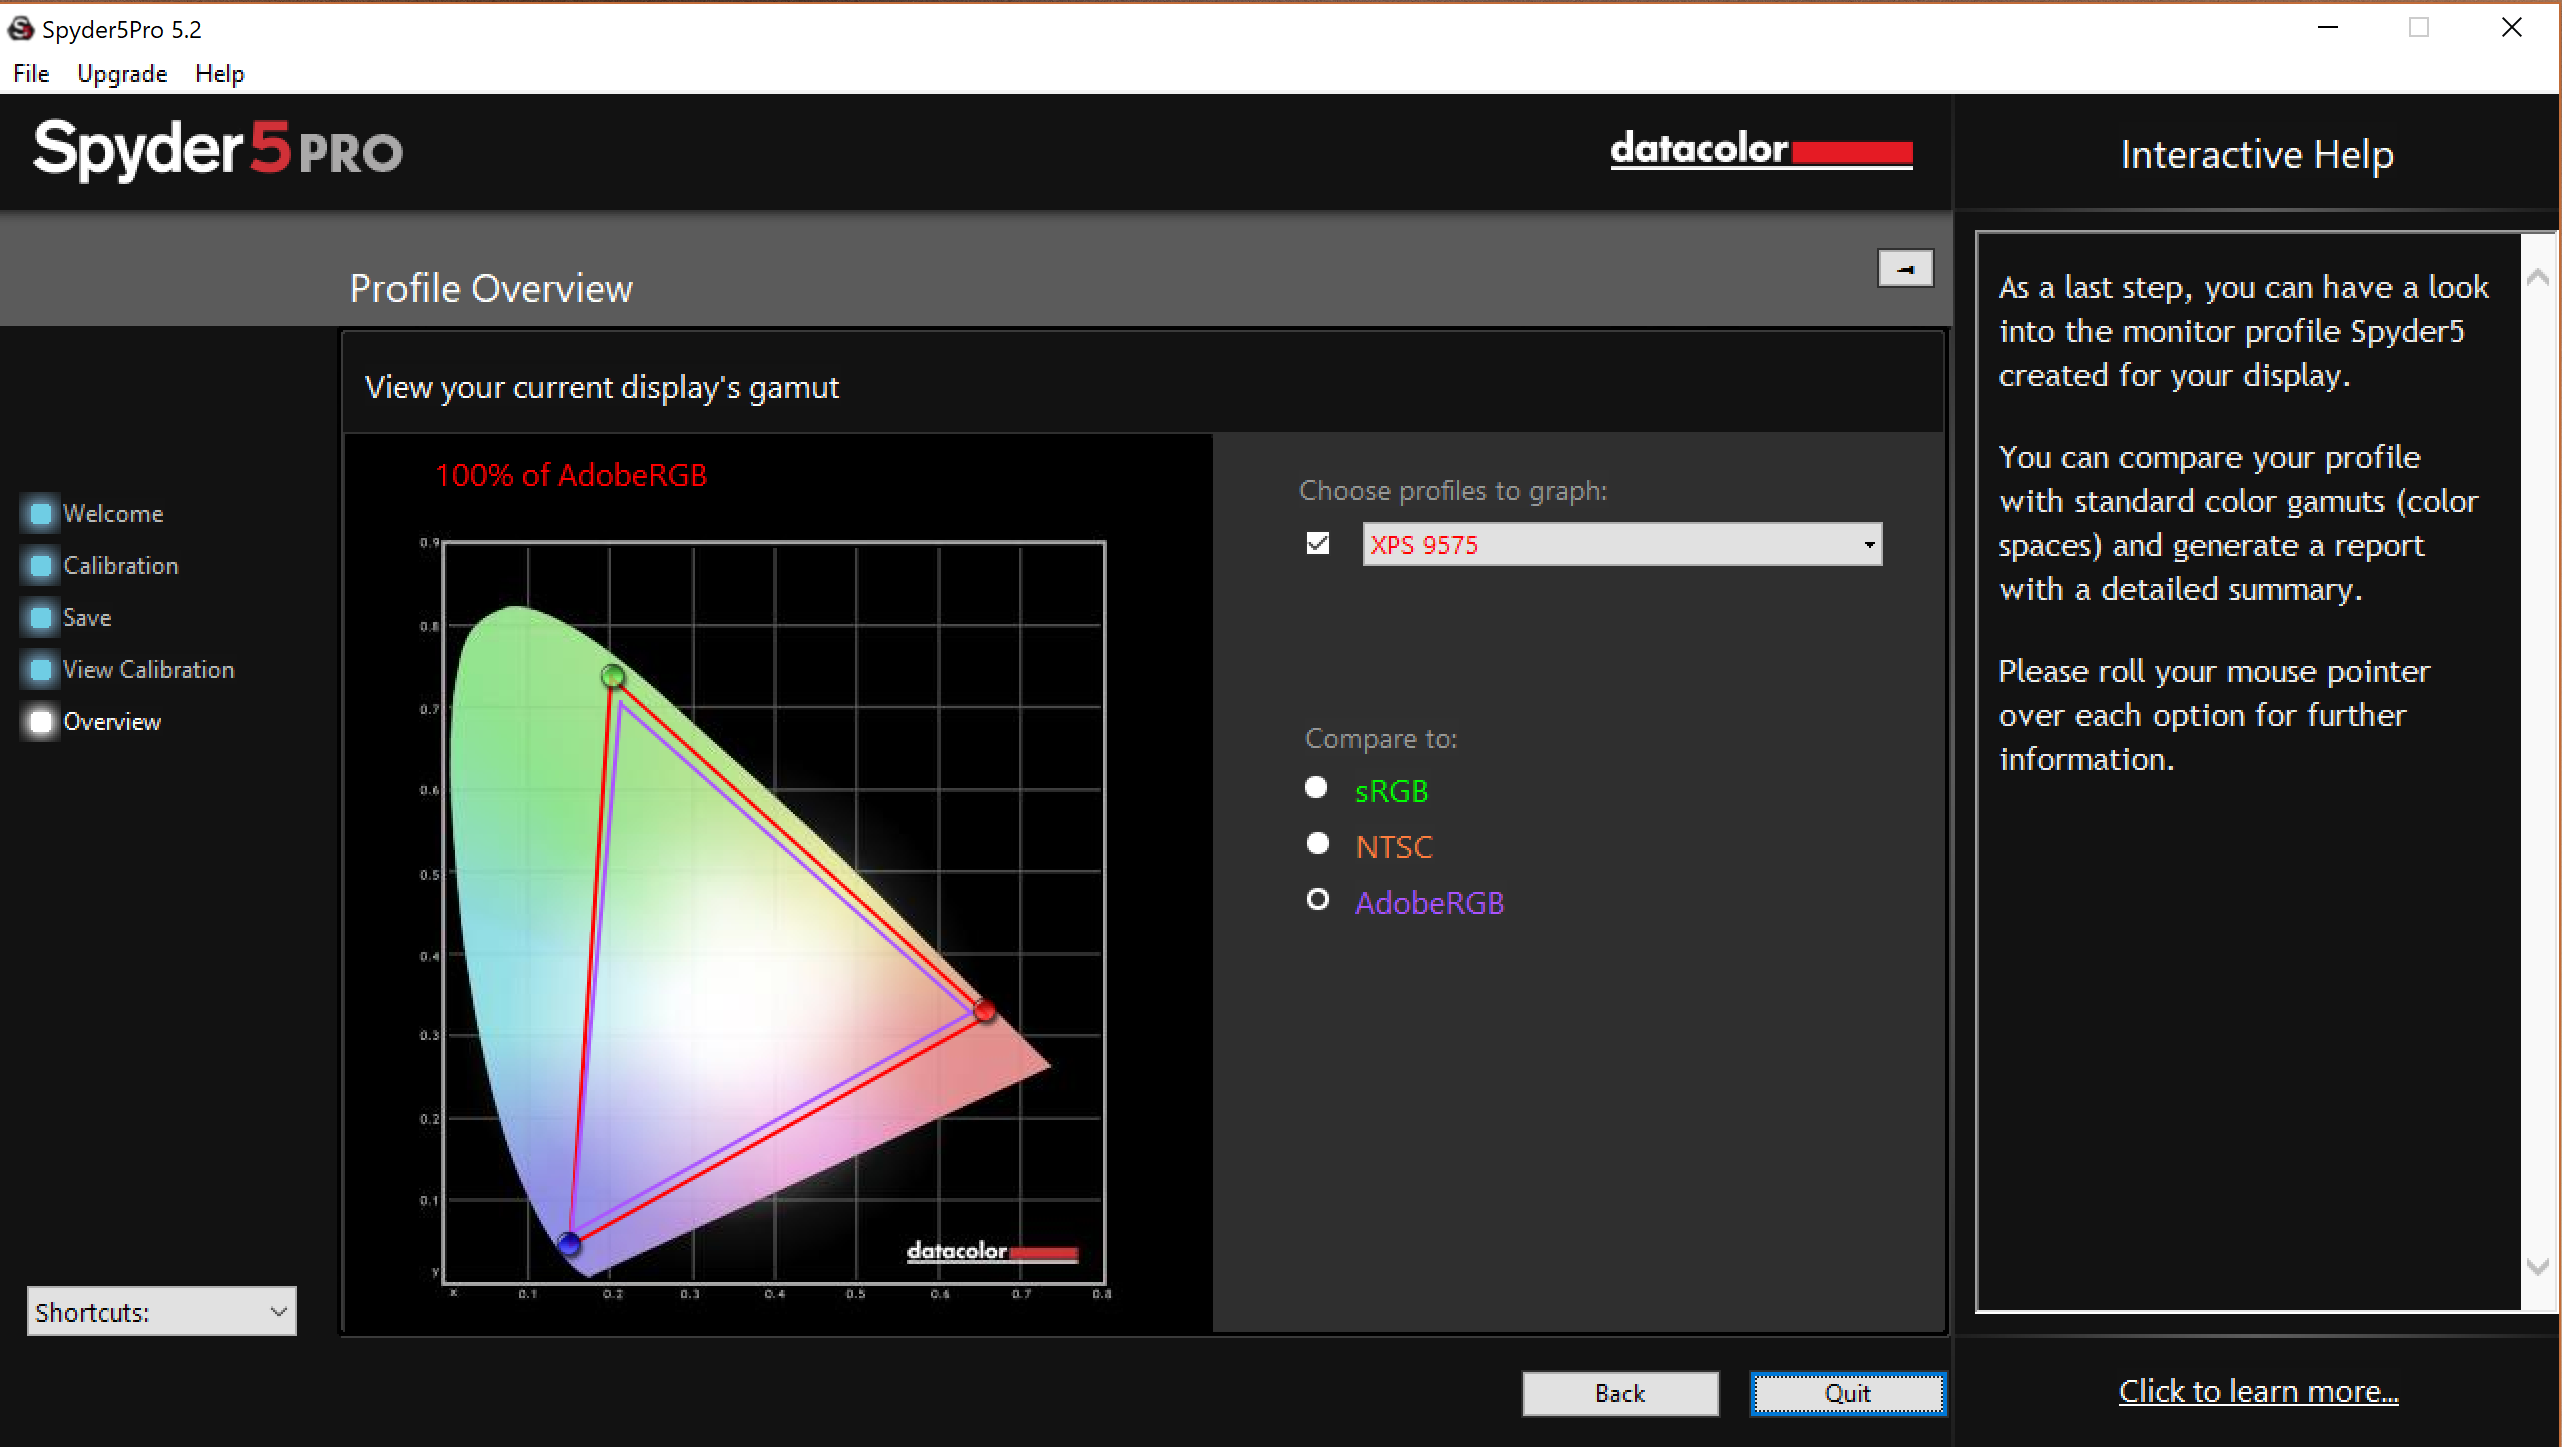 Spyder5Pro 5.2
File Upgrade Help
Spyder5PRO
datacolor
Interactive Help
Profile Overview
View your current display's gamut
100% of AdobeRGB
0.9
0.8
0.7
0.6
0.5
0.4
0.3
0.2
0.1
y
x 0.1 0.2 0.3 0.4 0.5 0.6 0.7 0.8
datacolor
Choose profiles to graph:
XPS 9575
Compare to:
sRGB
NTSC
AdobeRGB
Welcome
Calibration
Save
View Calibration
Overview
Shortcuts:
As a last step, you can have a look
into the monitor profile Spyder5
created for your display.
You can compare your profile
with standard color gamuts (color
spaces) and generate a report
with a detailed summary.
Please roll your mouse pointer
over each option for further
information.
Back
Quit
Click to learn more...